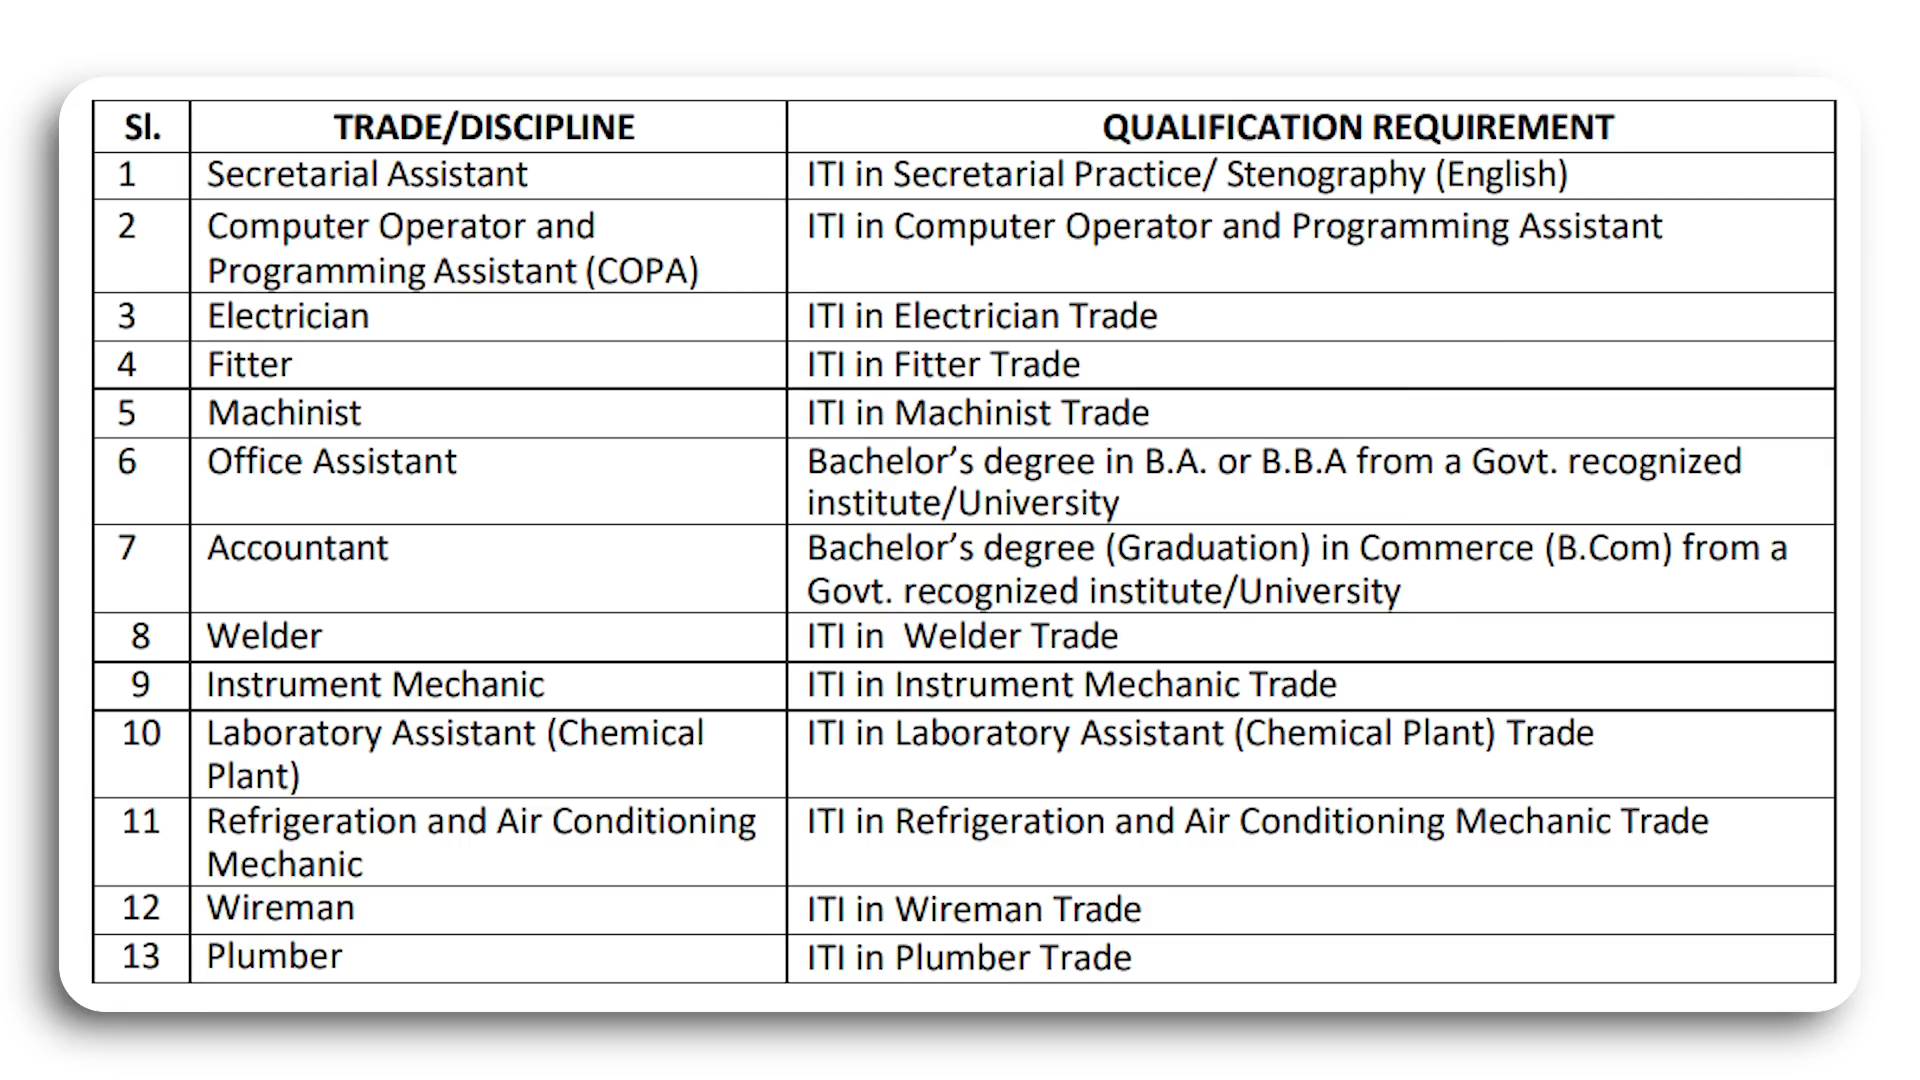 Sl. TRADE/DISCIPLINE QUALIFICATION REQUIREMENT
1 Secretarial Assistant ITI in Secretarial Practice/ Stenography (English)
2 Computer Operator and ITI in Computer Operator and Programming Assistant
Programming Assistant (COPA)
3 Electrician ITI in Electrician Trade
4 Fitter ITI in Fitter Trade
5 Machinist ITI in Machinist Trade
6 Office Assistant Bachelor’s degree in B.A. or B.B.A from a Govt. recognized
institute/University
7 Accountant Bachelor’s degree (Graduation) in Commerce (B.Com) from a
Govt. recognized institute/University
8 Welder ITI in  Welder Trade
9 Instrument Mechanic ITI in Instrument Mechanic Trade
10 Laboratory Assistant (Chemical ITI in Laboratory Assistant (Chemical Plant) Trade
Plant)
11 Refrigeration and Air Conditioning ITI in Refrigeration and Air Conditioning Mechanic Trade
Mechanic
12 Wireman ITI in Wireman Trade
13 Plumber ITI in Plumber Trade